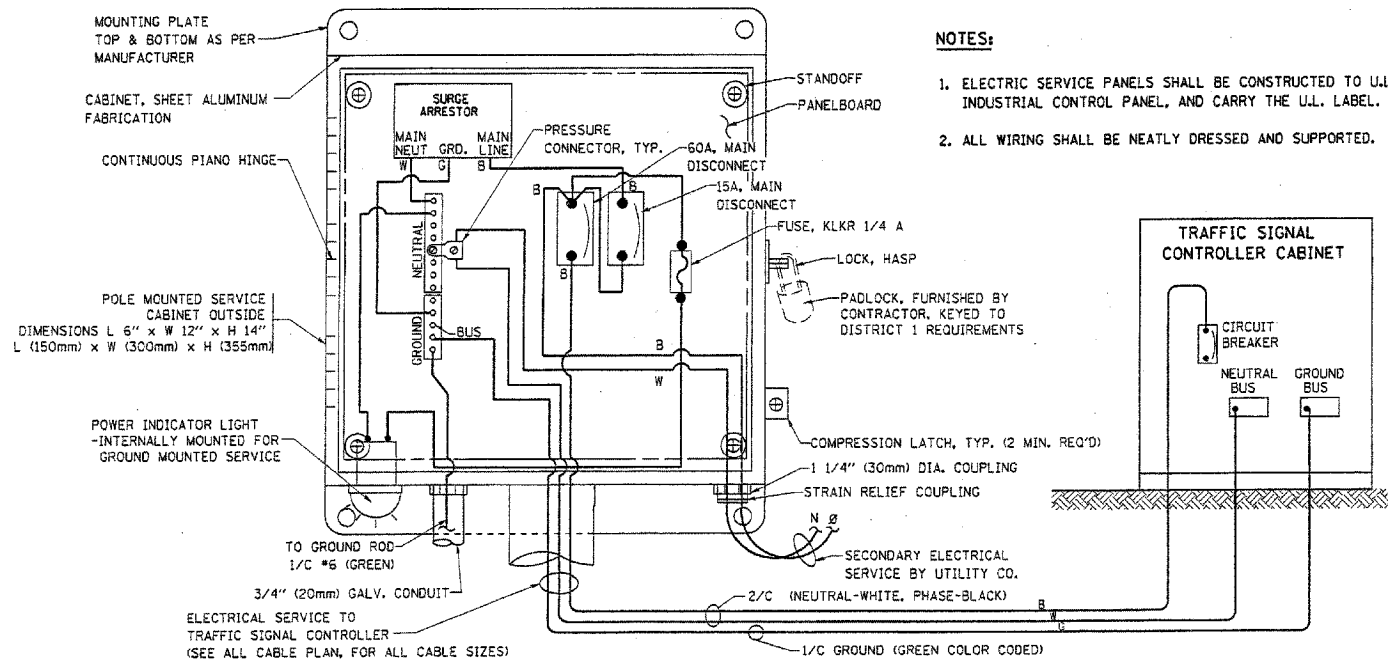 MOUNTING PLATE
TOP & BOTTOM AS PER
MANUFACTURER
CABINET, SHEET ALUMINUM
FABRICATION
CONTINUOUS PIANO HINGE
POLE MOUNTED SERVICE
CABINET OUTSIDE
DIMENSIONS L 6" x W 12" x H 14"
L (150mm) x W (300mm) x H (355mm)
POWER INDICATOR LIGHT
-INTERNALLY MOUNTED FOR
GROUND MOUNTED SERVICE
SURGE
ARRESTOR
MAIN
NEUT
GRD.
MAIN
LINE
W
G
B
NEUTRAL
GROUND
BUS
PRESSURE
CONNECTOR, TYP.
60A, MAIN
DISCONNECT
15A, MAIN
DISCONNECT
B
B
B
B
W
STANDOFF
PANELBOARD
FUSE, KLKR 1/4 A
LOCK, HASP
PADLOCK, FURNISHED BY
CONTRACTOR, KEYED TO
DISTRICT 1 REQUIREMENTS
COMPRESSION LATCH, TYP. (2 MIN. REQ'D)
1 1/4" (30mm) DIA. COUPLING
STRAIN RELIEF COUPLING
N Ø
SECONDARY ELECTRICAL
SERVICE BY UTILITY CO.
TO GROUND ROD
1/C #6 (GREEN)
3/4" (20mm) GALV. CONDUIT
ELECTRICAL SERVICE TO
TRAFFIC SIGNAL CONTROLLER
(SEE ALL CABLE PLAN, FOR ALL CABLE SIZES)
2/C (NEUTRAL-WHITE, PHASE-BLACK)
B
W
G
1/C GROUND (GREEN COLOR CODED)
NOTES:
1. ELECTRIC SERVICE PANELS SHALL BE CONSTRUCTED TO U.L
INDUSTRIAL CONTROL PANEL, AND CARRY THE U.L. LABEL.
2. ALL WIRING SHALL BE NEATLY DRESSED AND SUPPORTED.
TRAFFIC SIGNAL
CONTROLLER CABINET
CIRCUIT
BREAKER
NEUTRAL
BUS
GROUND
BUS